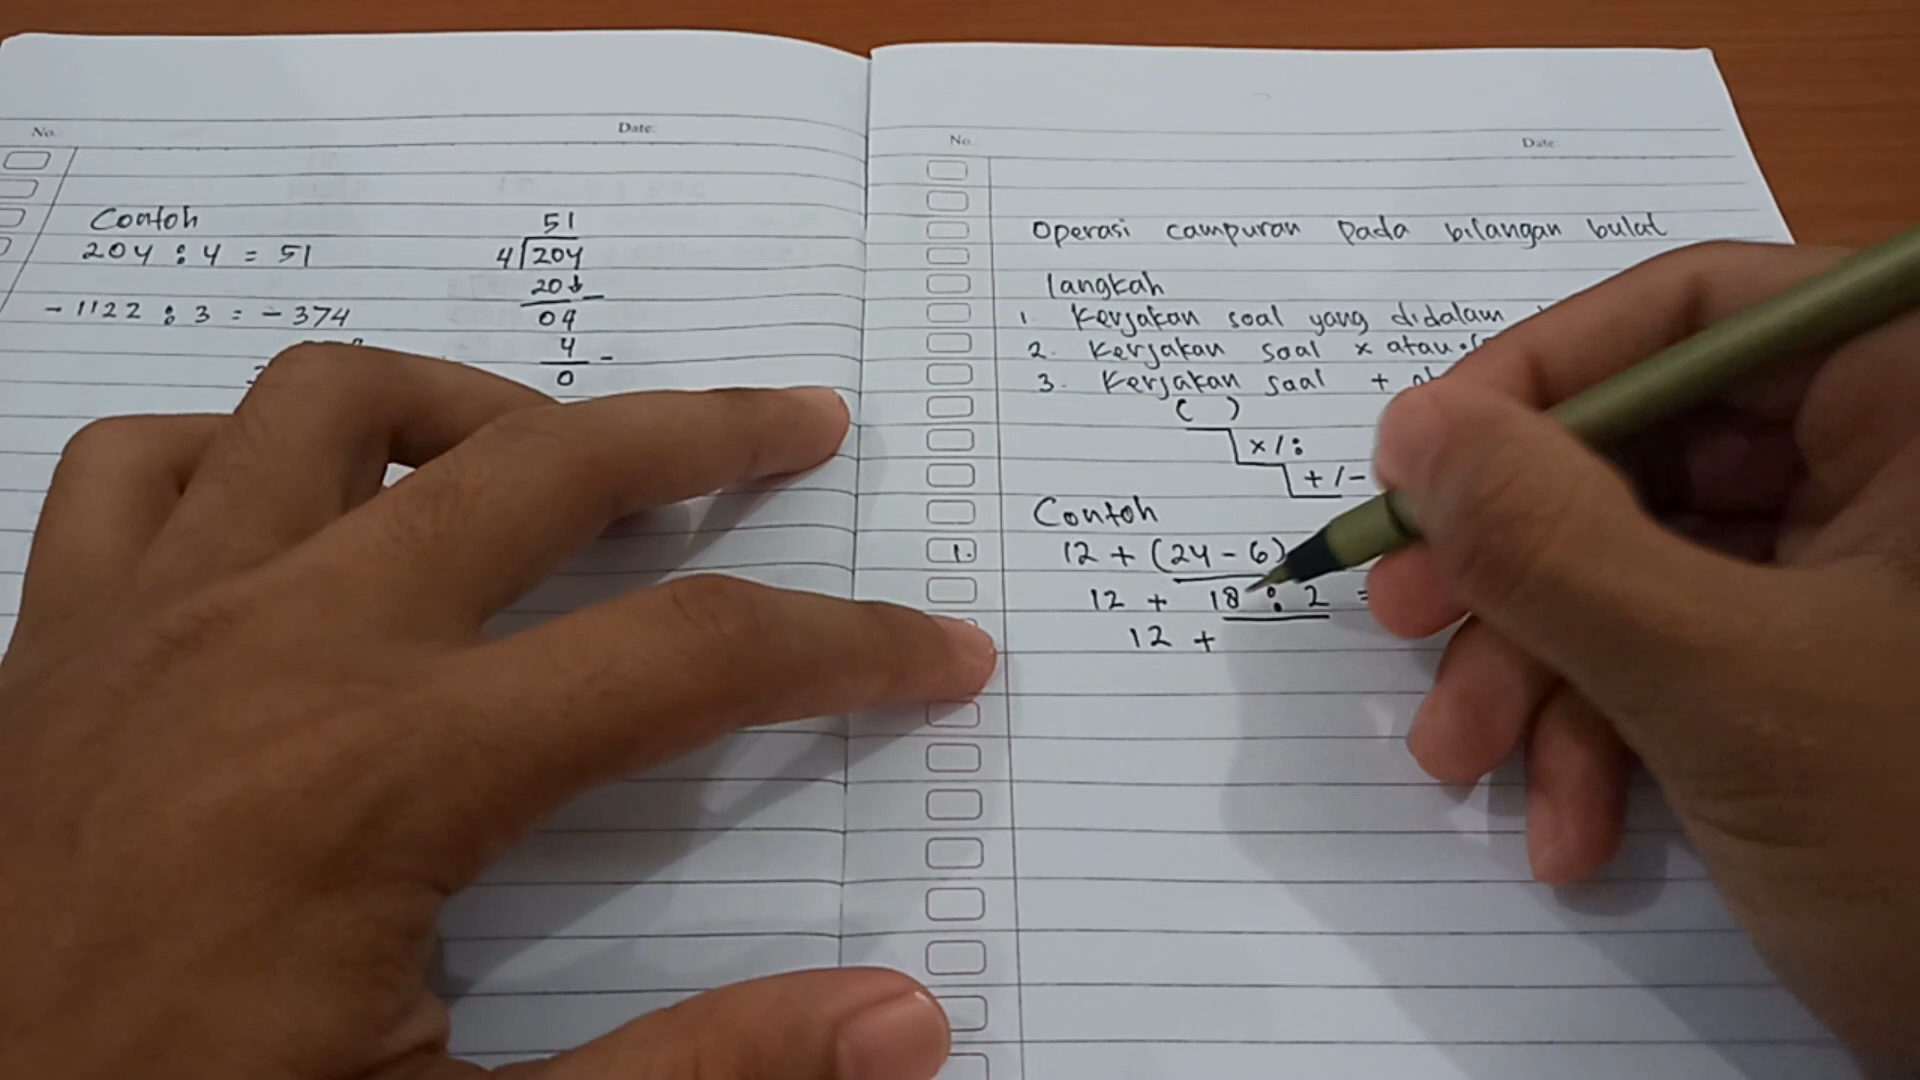 No.
Date:
Contoh
204 : 4 = 51
- 1122 : 3 = - 374
51
4 204
20 -
04
4 -
0
No.
Date
Operasi campuran pada bilangan bulat
langkah
1. Kerjakan soal yang didalam
2. Kerjakan soal x atau :
3. Kerjakan soal +
( )
x / :
+ / -
Contoh
1. 12 + (24 - 6)
12 + 18 : 2 =
12 +